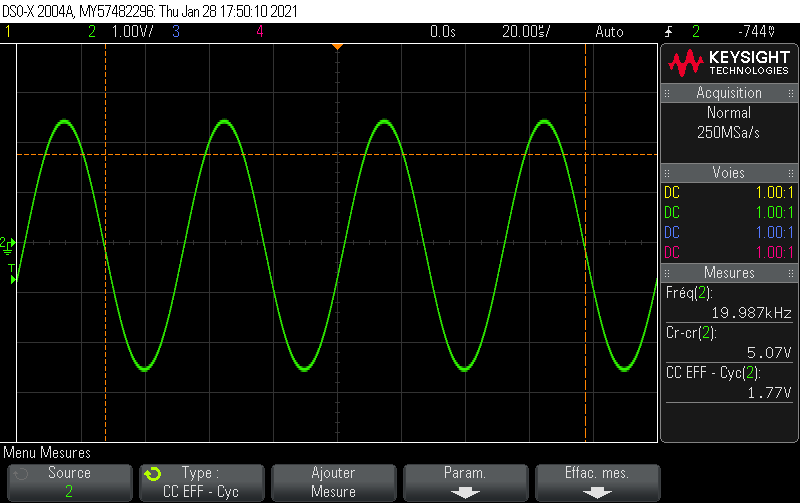 DSO-X 2004A, MY57482296: Thu Jan 28 17:50:10 2021
1 2 1.00V/ 3 4 0.0s 20.00µs/ Auto 2 -744mV
KEYSIGHT
TECHNOLOGIES
Acquisition
Normal
250MSa/s
Voies
DC 1.00:1
DC 1.00:1
DC 1.00:1
DC 1.00:1
Mesures
Fréq(2):
19.987kHz
Cr-cr(2):
5.07V
CC EFF - Cyc(2):
1.77V
2
T
Menu Mesures
Source
2
Type :
CC EFF - Cyc
Ajouter
Mesure
Param.
Effac. mes.